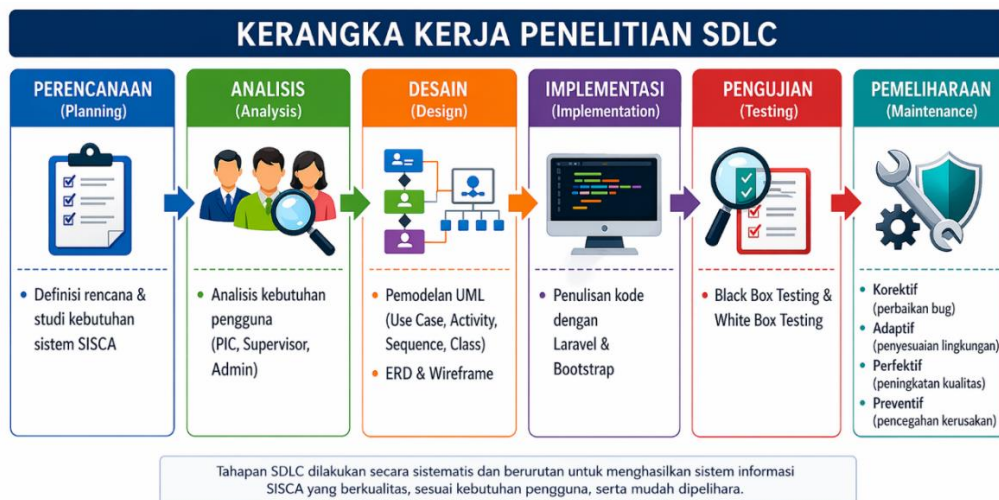 KERANGKA KERJA PENELITIAN SDLC
PERENCANAAN
(Planning)
• Definisi rencana &
studi kebutuhan
sistem SISCA
ANALISIS
(Analysis)
• Analisis kebutuhan
pengguna
(PIC, Supervisor,
Admin)
DESAIN
(Design)
• Pemodelan UML
(Use Case, Activity,
Sequence, Class)
• ERD & Wireframe
IMPLEMENTASI
(Implementation)
• Penulisan kode
dengan
Laravel &
Bootstrap
PENGUJIAN
(Testing)
• Black Box Testing &
White Box Testing
PEMELIHARAAN
(Maintenance)
• Korektif
(perbaikan bug)
• Adaptif
(penyesuaian lingkungan)
• Perfektif
(peningkatan kualitas)
• Preventif
(pencegahan kerusakan)
Tahapan SDLC dilakukan secara sistematis dan berurutan untuk menghasilkan sistem informasi
SISCA yang berkualitas, sesuai kebutuhan pengguna, serta mudah dipelihara.